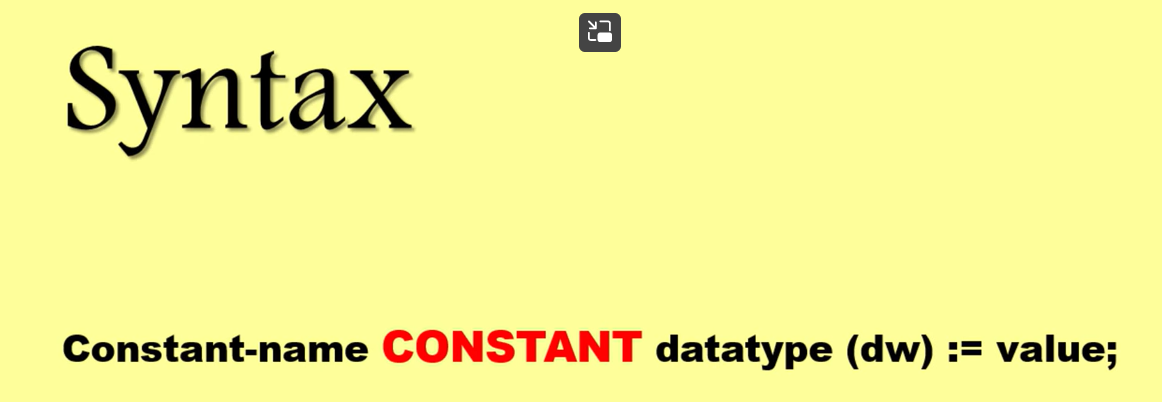 Syntax
Constant-name CONSTANT datatype (dw) := value;